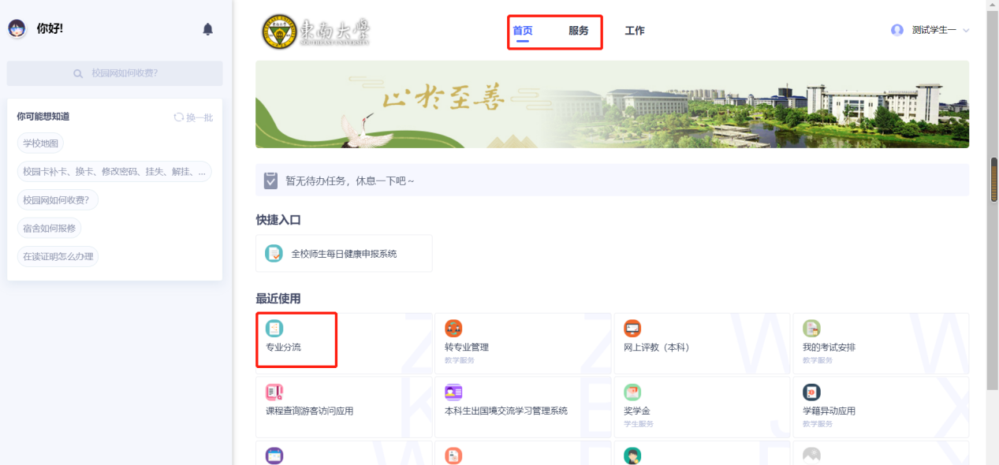 你好!
校园网如何收费?
你可能想知道
换一批
学校地图
校园卡补卡、换卡、修改密码、挂失、解挂、...
校园网如何收费?
宿舍如何报修
在读证明怎么办理
東南大學
SOUTHEAST UNIVERSITY
首页 服务 工作
测试学生一
止於至善
暂无待办任务，休息一下吧～
快捷入口
全校师生每日健康申报系统
最近使用
Z
专业分流
Z
转专业管理
教学服务
W
网上评教（本科）
W
我的考试安排
教学服务
K
课程查询游客访问应用
B
本科生出国境交流学习管理系统
J
奖学金
学生服务
X
学籍异动应用
教学服务